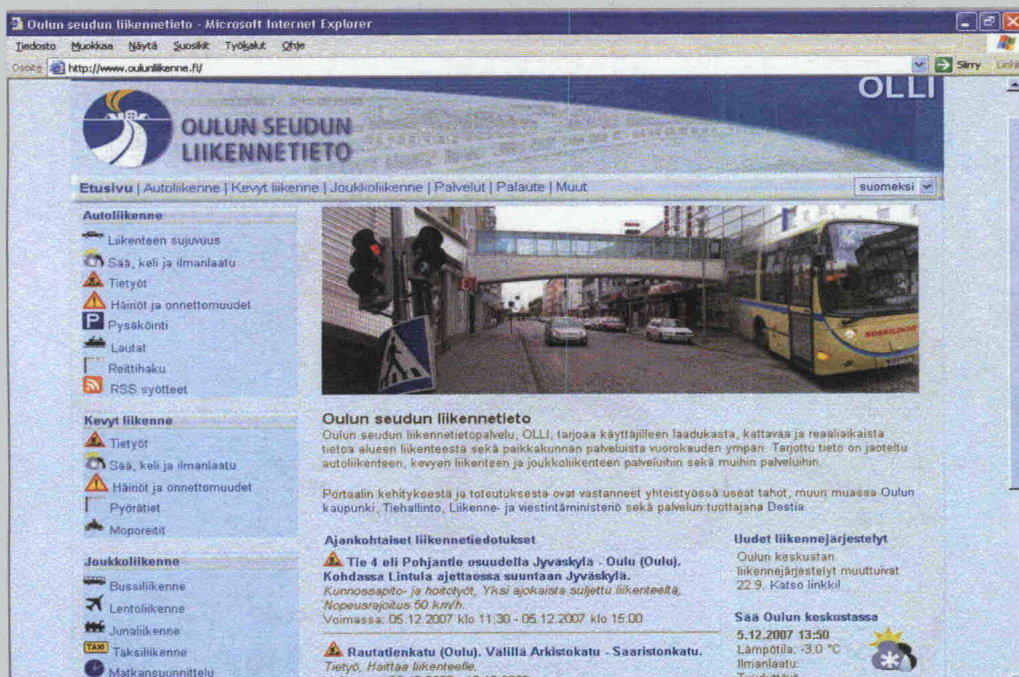 Oulun seudun liikennetieto - Microsoft Internet Explorer
Tiedosto Muokkaa Näytä Suosikit Työkalut Ohje
Osoite http://www.oulunliikenne.fi/ Siirry
OLLI
OULUN SEUDUN
LIIKENNETIETO
Etusivu | Autoliikenne | Kevyt liikenne | Joukkoliikenne | Palvelut | Palaute | Muut
suomeksi
Autoliikenne
Liikenteen sujuvuus
Sää, keli ja ilmanlaatu
Tietyöt
Häiriöt ja onnettomuudet
P Pysäköinti
Lautat
Reittihaku
RSS syötteet
Kevyt liikenne
Tietyöt
Sää, keli ja ilmanlaatu
Häiriöt ja onnettomuudet
Pyörätiet
Moporeitit
Joukkoliikenne
Bussiliikenne
Lentoliikenne
Junaliikenne
TAXI Taksiliikenne
Matkansuunnittelu
KOSKILINJAT
Oulun seudun liikennetieto
Oulun seudun liikennetietopalvelu, OLLI, tarjoaa käyttäjilleen laadukasta, kattavaa ja reaaliaikaista
tietoa alueen liikenteestä sekä paikkakunnan palveluista vuorokauden ympäri. Tarjottu tieto on jaoteltu
autoliikenteen, kevyen liikenteen ja joukkoliikenteen palveluihin sekä muihin palveluihin.
Portaalin kehityksestä ja toteutuksesta ovat vastanneet yhteistyössä useat tahot, muun muassa Oulun
kaupunki, Tiehallinto, Liikenne- ja viestintäministeriö sekä palvelun tuottajana Destia.
Ajankohtaiset liikennetiedotukset
Tie 4 eli Pohjantie osuudella Jyväskylä - Oulu (Oulu).
Kohdassa Lintula ajettaessa suuntaan Jyväskylä.
Kunnossapito- ja hoitotyöt, Yksi ajokaista suljettu liikenteeltä,
Nopeusrajoitus 50 km/h.
Voimassa: 05.12.2007 klo 11:30 - 05.12.2007 klo 15:00
Rautatienkatu (Oulu). Välillä Arkistokatu - Saaristonkatu.
Tietyö, Haittaa liikenteelle.
Uudet liikennejärjestelyt
Oulun keskustan
liikennejärjestelyt muuttuivat
22.9. Katso linkki!
Sää Oulun keskustassa
5.12.2007 13:50
Lämpötila: -3.0 °C
Ilmanlaatu: